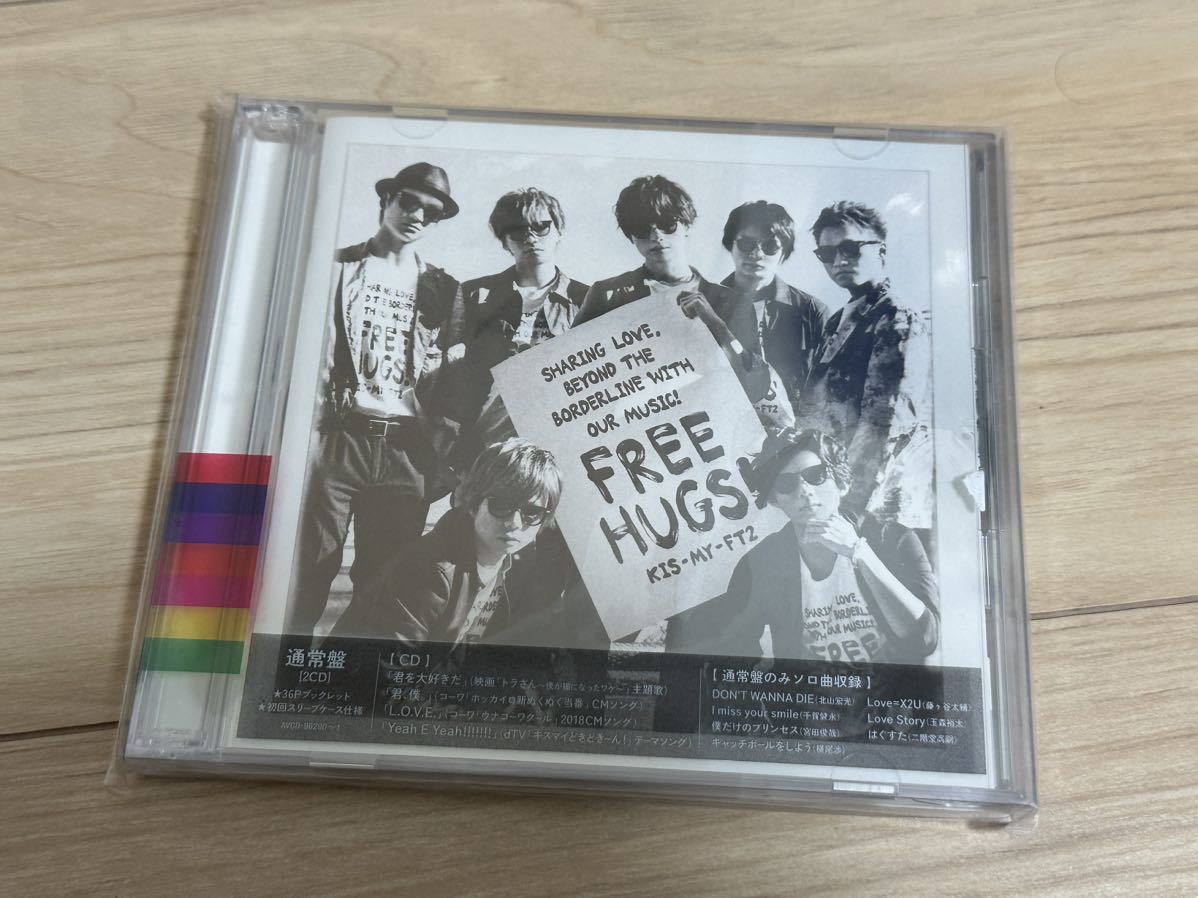 HARING LOVE,
FREE
HUGS!
SHARING LOVE,
BEYOND THE
BORDERLINE WITH
OUR MUSIC!
FREE
HUGS!
KIS-MY-FT2
-FT2
LOVE,
BORDERLI
OUR MUSIC!
FREE
通常盤
[2CD]
★36Pブックレット
★初回スリーブケース仕様
【 CD 】
「君を大好きだ」(映画「トラさん~僕が猫になったワケ~」主題歌)
「君、僕。」(コーワ「ホッカイロ新ぬくぬく当番」CMソング)
「L.O.V.E.」(コーワ「ウナコーワクール」2018CMソング)
「Yeah E Yeah!!!!!!!」(dTV「キスマイどきどきーん!」テーマソング)
【 通常盤のみソロ曲収録 】
DON'T WANNA DIE(北山宏光)
I miss your smile(千賀健永)
僕だけのプリンセス(宮田俊哉)
キャッチボールをしよう(横尾渉)
Love=X2U(藤ヶ谷太輔)
Love Story(玉森裕太)
はぐすた(二階堂高嗣)